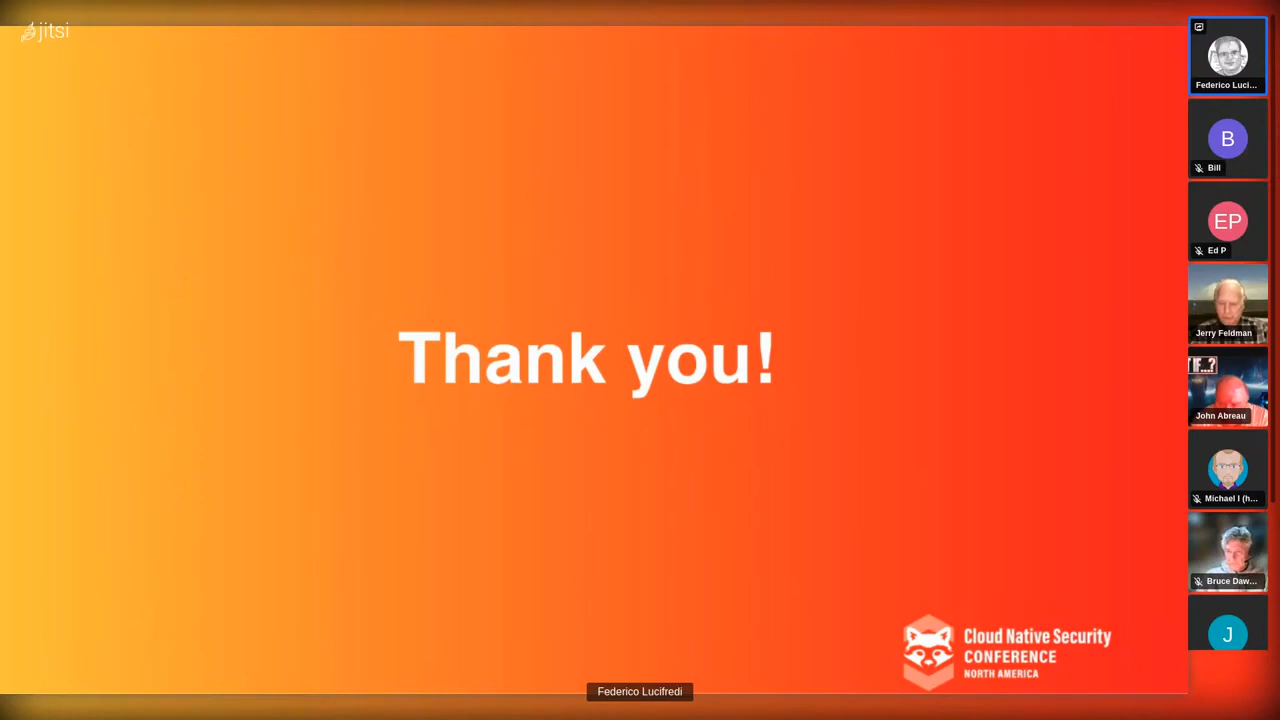 jitsi
Thank you!
Cloud Native Security
CONFERENCE
NORTH AMERICA
Federico Lucifredi
Federico Luci...
B
Bill
EP
Ed P
Jerry Feldman
IF...?
John Abreau
Michael I (h...
Bruce Daw...
J